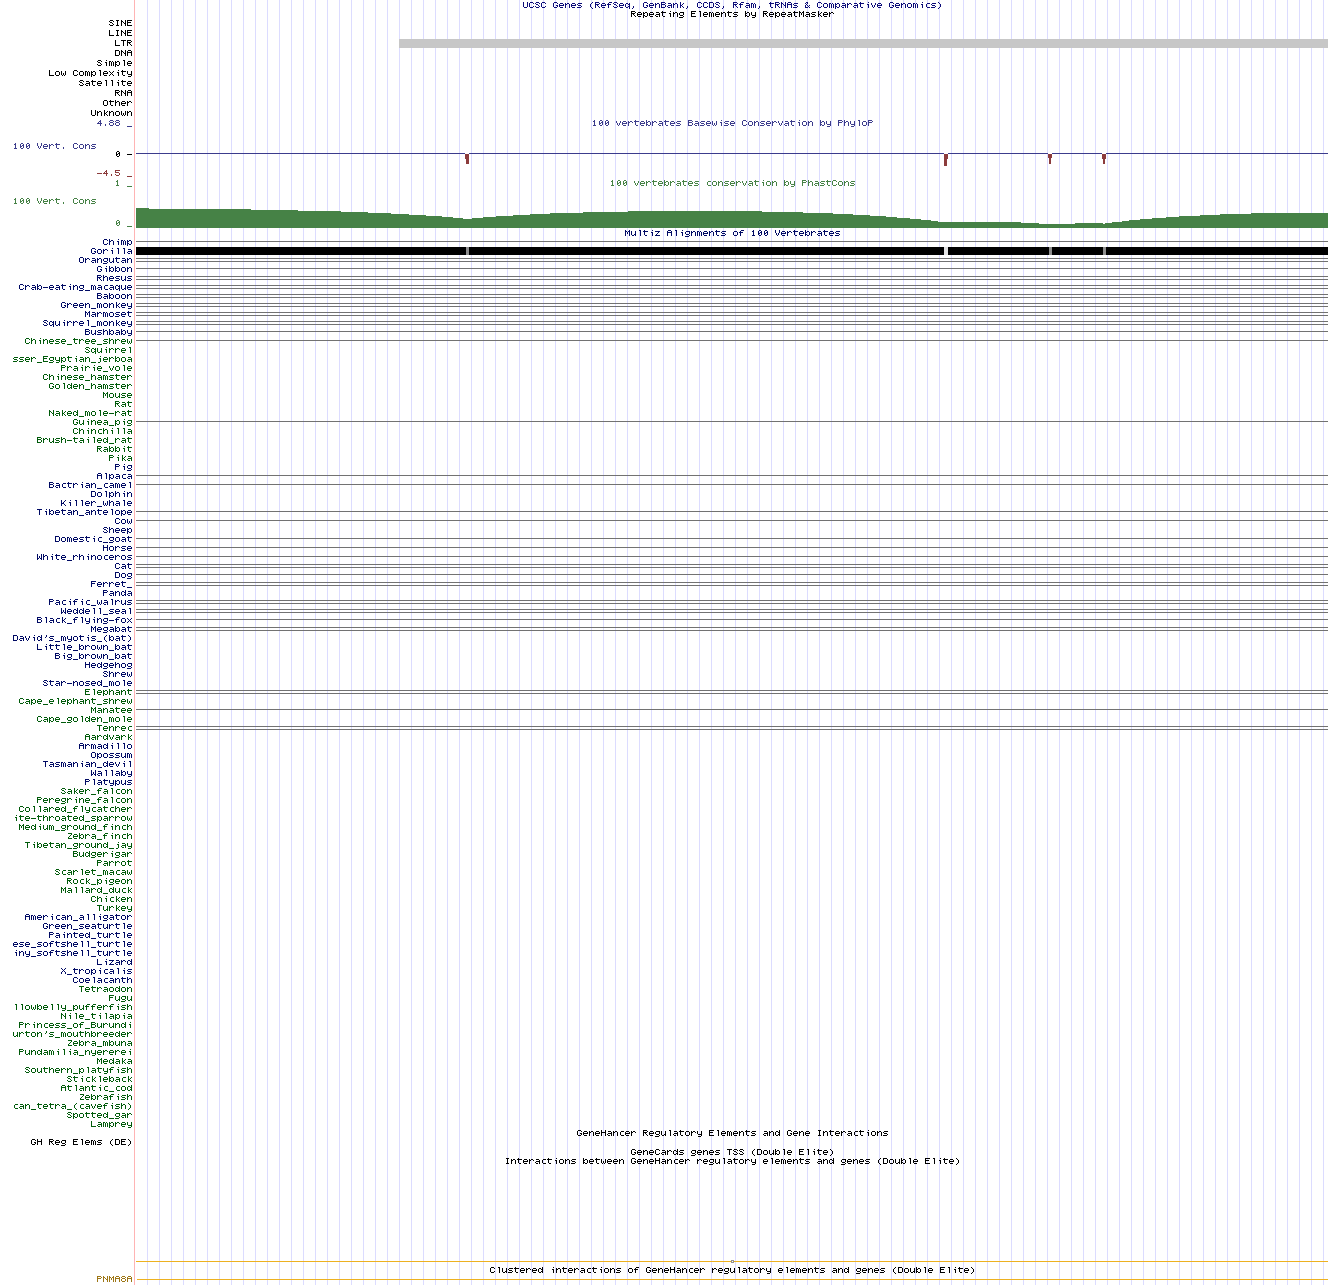 UCSC Genes (RefSeq, GenBank, CCDS, Rfam, tRNAs & Comparative Genomics)
Repeating Elements by RepeatMasker
SINE
LINE
LTR
DNA
Simple
Low Complexity
Satellite
RNA
Other
Unknown
4.88 _
100 vertebrates Basewise Conservation by PhyloP
100 Vert. Cons
0 _
-4.5 _
1 _
100 vertebrates conservation by PhastCons
100 Vert. Cons
0 _
Multiz Alignments of 100 Vertebrates
Chimp
Gorilla
Orangutan
Gibbon
Rhesus
Crab-eating_macaque
Baboon
Green_monkey
Marmoset
Squirrel_monkey
Bushbaby
Chinese_tree_shrew
Squirrel
sser_Egyptian_jerboa
Prairie_vole
Chinese_hamster
Golden_hamster
Mouse
Rat
Naked_mole-rat
Guinea_pig
Chinchilla
Brush-tailed_rat
Rabbit
Pika
Pig
Alpaca
Bactrian_camel
Dolphin
Killer_whale
Tibetan_antelope
Cow
Sheep
Domestic_goat
Horse
White_rhinoceros
Cat
Dog
Ferret_
Panda
Pacific_walrus
Weddell_seal
Black_flying-fox
Megabat
David's_myotis_(bat)
Little_brown_bat
Big_brown_bat
Hedgehog
Shrew
Star-nosed_mole
Elephant
Cape_elephant_shrew
Manatee
Cape_golden_mole
Tenrec
Aardvark
Armadillo
Opossum
Tasmanian_devil
Wallaby
Platypus
Saker_falcon
Peregrine_falcon
Collared_flycatcher
ite-throated_sparrow
Medium_ground_finch
Zebra_finch
Tibetan_ground_jay
Budgerigar
Parrot
Scarlet_macaw
Rock_pigeon
Mallard_duck
Chicken
Turkey
American_alligator
Green_seaturtle
Painted_turtle
ese_softshell_turtle
iny_softshell_turtle
Lizard
X_tropicalis
Coelacanth
Tetraodon
Fugu
llowbelly_pufferfish
Nile_tilapia
Princess_of_Burundi
urton's_mouthbreeder
Zebra_mbuna
Pundamilia_nyererei
Medaka
Southern_platyfish
Stickleback
Atlantic_cod
Zebrafish
can_tetra_(cavefish)
Spotted_gar
Lamprey
GeneHancer Regulatory Elements and Gene Interactions
GH Reg Elems (DE)
GeneCards genes TSS (Double Elite)
Interactions between GeneHancer regulatory elements and genes (Double Elite)
Clustered interactions of GeneHancer regulatory elements and genes (Double Elite)
PNMA8A